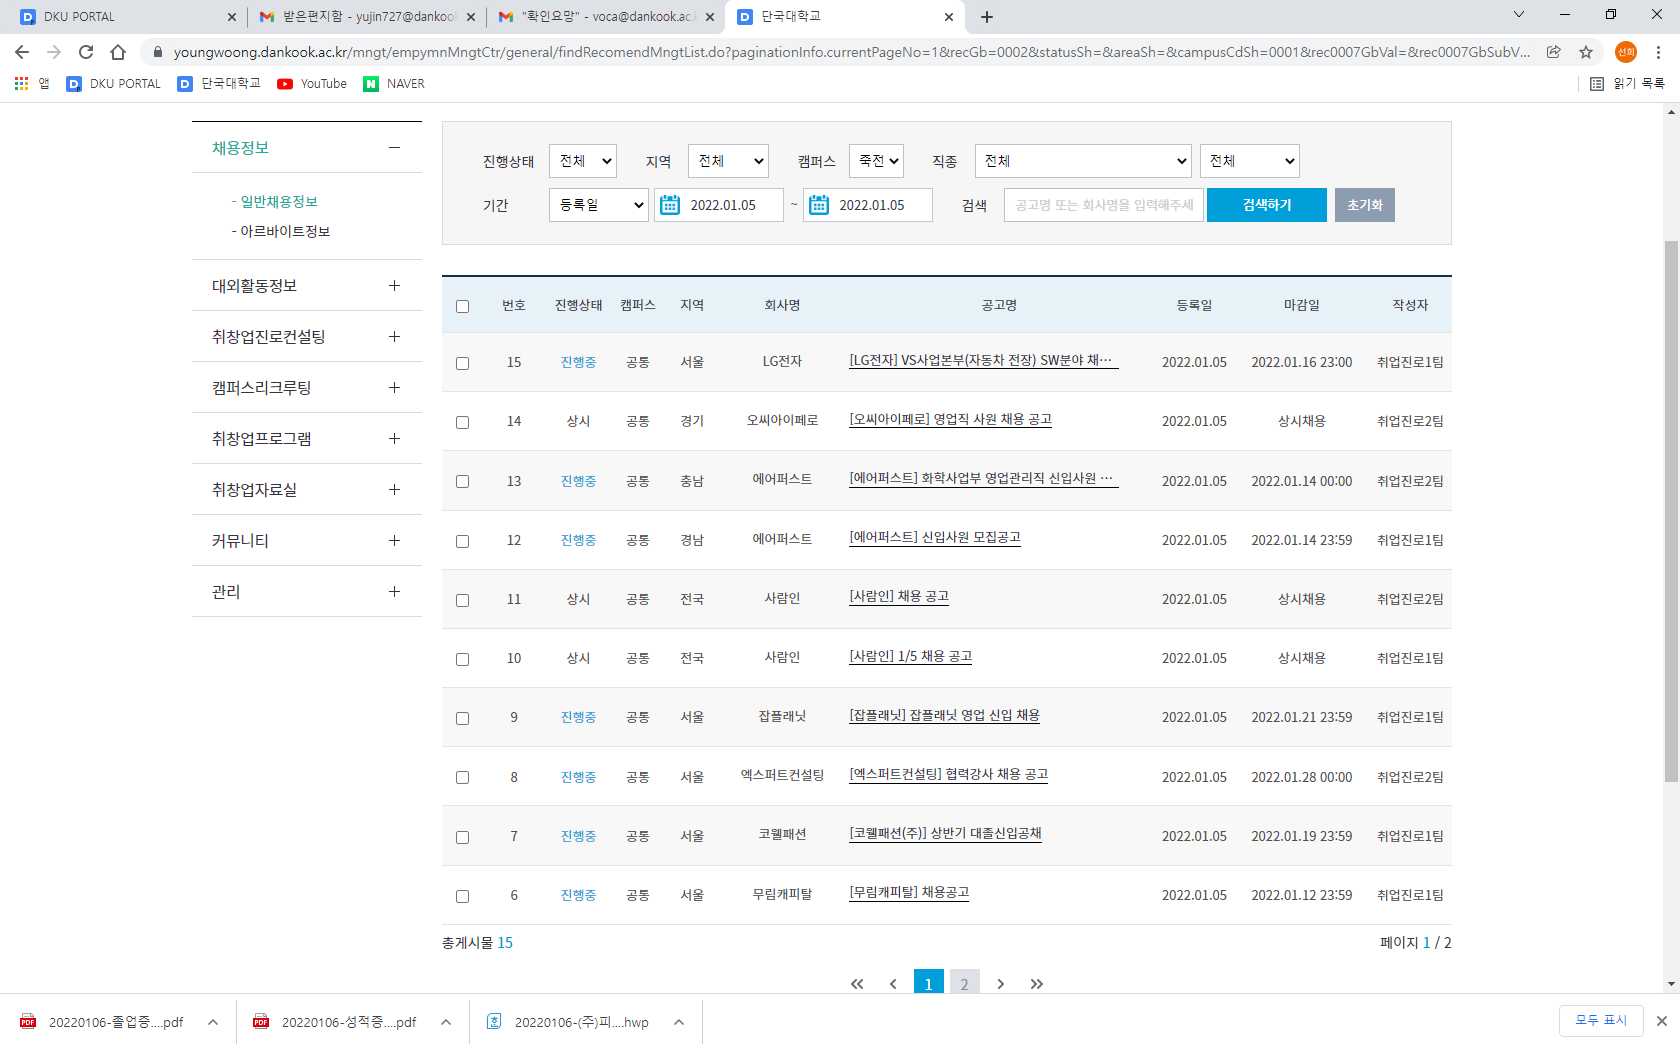 DKU PORTAL
받은편지함 - yujin727@dankook
"확인요망" - voca@dankook.ac.k
단국대학교
youngwoong.dankook.ac.kr/mngt/empymnMngtCtr/general/findRecomendMngtList.do?paginationInfo.currentPageNo=1&recGb=0002&statusSh=&areaSh=&campusCdSh=0001&rec0007GbVal=&rec0007GbSubV...
선희
앱 DKU PORTAL 단국대학교 YouTube NAVER 읽기 목록
채용정보
- 일반채용정보
- 아르바이트정보
대외활동정보
취창업진로컨설팅
캠퍼스리크루팅
취창업프로그램
취창업자료실
커뮤니티
관리
진행상태 전체 지역 전체 캠퍼스 죽전 직종 전체 전체
기간 등록일 2022.01.05 ~ 2022.01.05 검색 공고명 또는 회사명을 입력해주세 검색하기 초기화
번호 진행상태 캠퍼스 지역 회사명 공고명 등록일 마감일 작성자
15 진행중 공통 서울 LG전자 [LG전자] VS사업본부(자동차 전장) SW분야 채… 2022.01.05 2022.01.16 23:00 취업진로1팀
14 상시 공통 경기 오씨아이페로 [오씨아이페로] 영업직 사원 채용 공고 2022.01.05 상시채용 취업진로2팀
13 진행중 공통 충남 에어퍼스트 [에어퍼스트] 화학사업부 영업관리직 신입사원 … 2022.01.05 2022.01.14 00:00 취업진로2팀
12 진행중 공통 경남 에어퍼스트 [에어퍼스트] 신입사원 모집공고 2022.01.05 2022.01.14 23:59 취업진로1팀
11 상시 공통 전국 사람인 [사람인] 채용 공고 2022.01.05 상시채용 취업진로2팀
10 상시 공통 전국 사람인 [사람인] 1/5 채용 공고 2022.01.05 상시채용 취업진로1팀
9 진행중 공통 서울 잡플래닛 [잡플래닛] 잡플래닛 영업 신입 채용 2022.01.05 2022.01.21 23:59 취업진로1팀
8 진행중 공통 서울 엑스퍼트컨설팅 [엑스퍼트컨설팅] 협력강사 채용 공고 2022.01.05 2022.01.28 00:00 취업진로2팀
7 진행중 공통 서울 코웰패션 [코웰패션(주)] 상반기 대졸신입공채 2022.01.05 2022.01.19 23:59 취업진로1팀
6 진행중 공통 서울 무림캐피탈 [무림캐피탈] 채용공고 2022.01.05 2022.01.12 23:59 취업진로1팀
총게시물 15 페이지 1 / 2
1 2
20220106-졸업증....pdf 20220106-성적증....pdf 20220106-(주)피....hwp 모두 표시